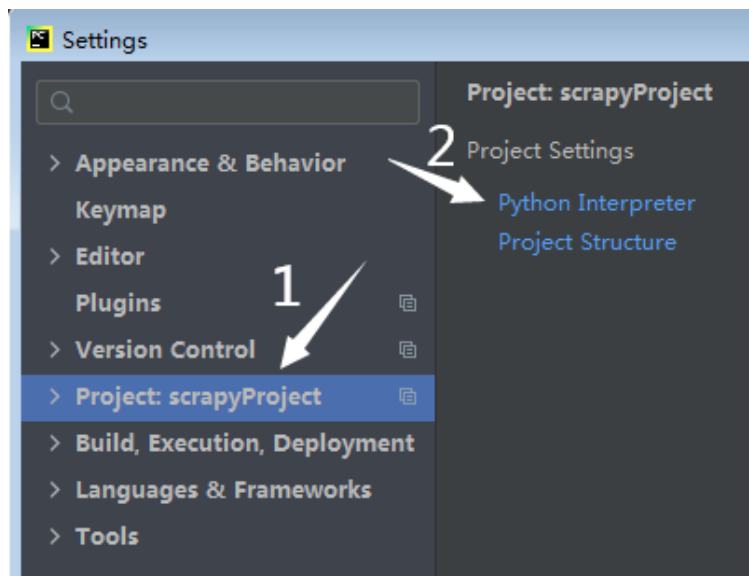 Settings
Project: scrapyProject
Appearance & Behavior
2
Project Settings
Keymap
Python Interpreter
Editor
Project Structure
Plugins
1
Version Control
Project: scrapyProject
Build, Execution, Deployment
Languages & Frameworks
Tools